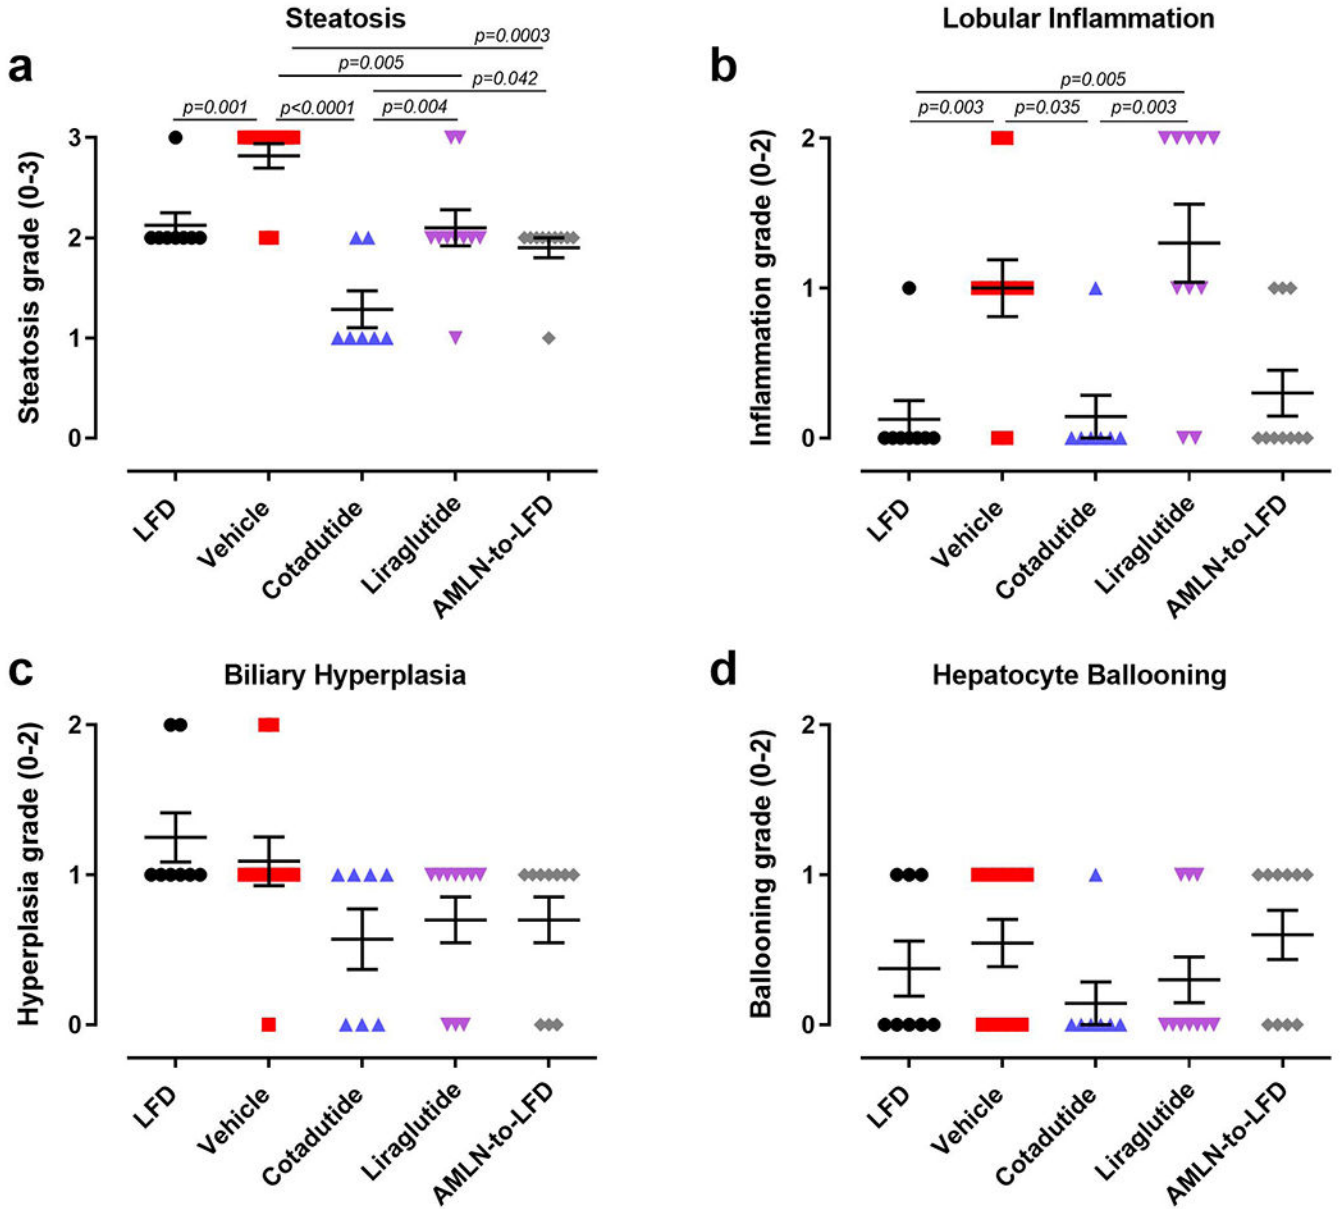 Steatosis
a
p=0.0003
p=0.005
p=0.042
p=0.001
p<0.0001
p=0.004
Steatosis grade (0-3)
3
2
1
0
LFD
Vehicle
Cotadutide
Liraglutide
AMLN-to-LFD
Lobular Inflammation
b
p=0.005
p=0.003
p=0.035
p=0.003
Inflammation grade (0-2)
2
1
0
LFD
Vehicle
Cotadutide
Liraglutide
AMLN-to-LFD
c
Biliary Hyperplasia
Hyperplasia grade (0-2)
2
1
0
LFD
Vehicle
Cotadutide
Liraglutide
AMLN-to-LFD
d
Hepatocyte Ballooning
Ballooning grade (0-2)
2
1
0
LFD
Vehicle
Cotadutide
Liraglutide
AMLN-to-LFD